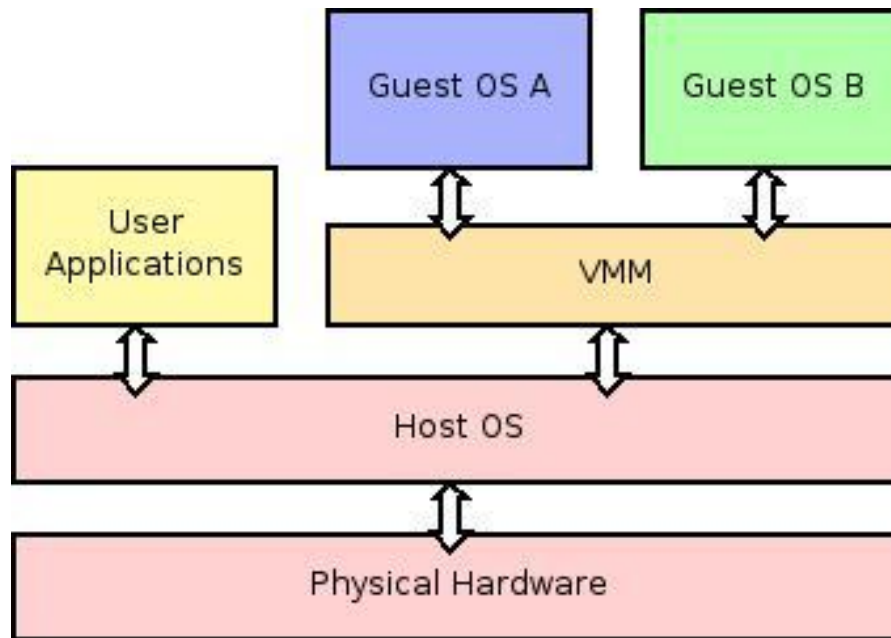 Guest OS A
Guest OS B
User
Applications
VMM
Host OS
Physical Hardware